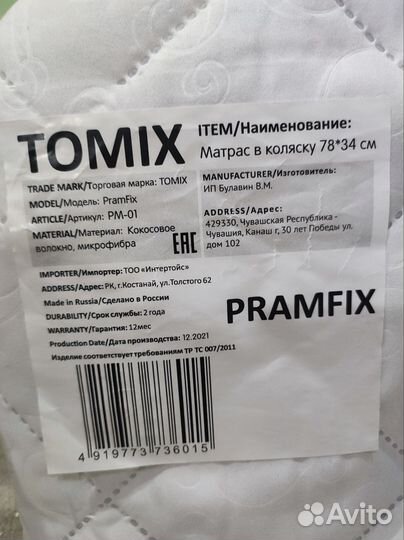 TOMIX
TRADE MARK/Торговая марка: TOMIX
MODEL/Модель: PramFix
ARTICLE/Артикул: PM-01
MATERIAL/Материал: Кокосовое
волокно, микрофибра
EAC
ITEM/Наименование:
Матрас в коляску 78*34 см
MANUFACTURER/Изготовитель:
ИП Булавин В.М.
ADDRESS/Адрес:
429330, Чувашская Республика -
Чувашия, Канаш г, 30 лет Победы ул,
дом 102
IMPORTER/Импортер: ТОО «Интертойс»
ADDRESS/Адрес: РК, г.Костанай, ул.Толстого 62
Made in Russia/Сделано в России
DURABILITY/Срок службы: 2 года
WARRANTY/Гарантия: 12мес
Production Date/Дата производства: 12.2021
Изделие соответствует требованиям ТР ТС 007/2011
PRAMFIX
4 919773 736015
Avito